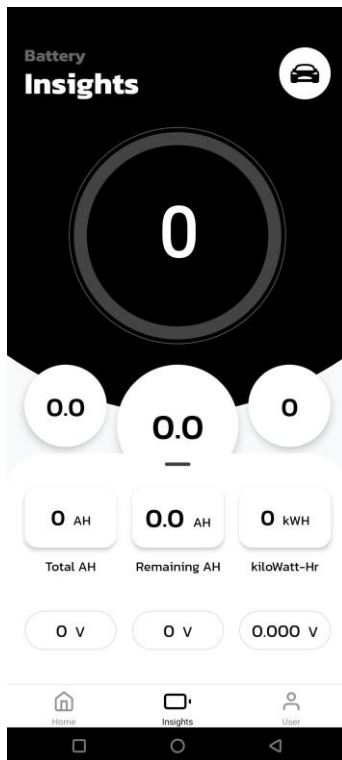 Battery
Insights
0
0.0
0.0
0
0 AH
0.0 AH
0 kWH
Total AH
Remaining AH
kiloWatt-Hr
0 V
0 V
0.000 V
Home
Insights
User